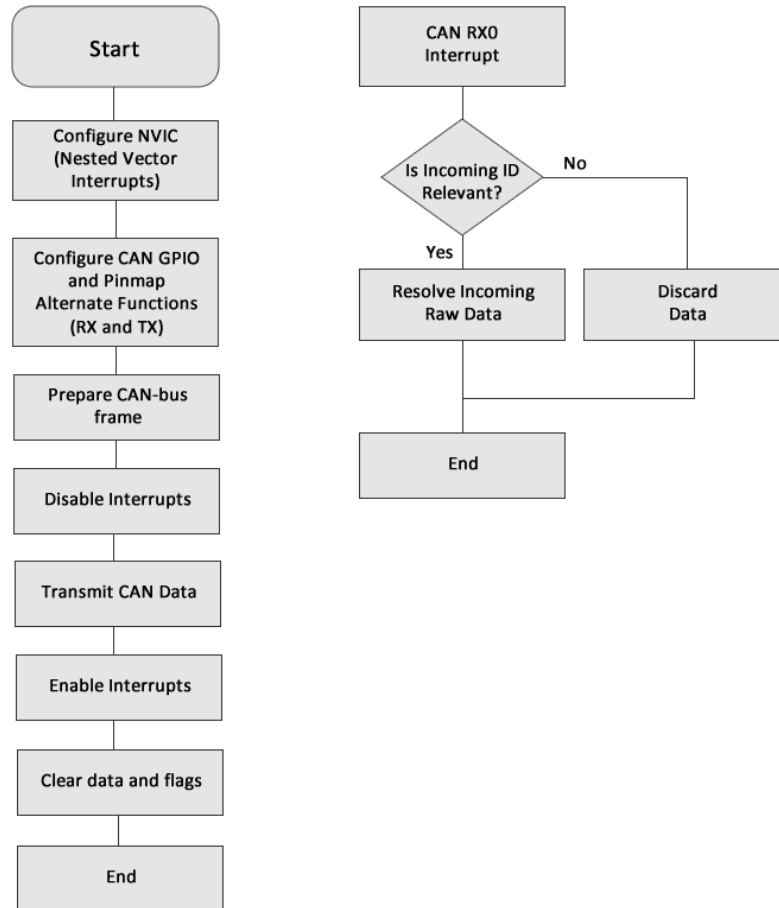 Start
Configure NVIC
(Nested Vector
Interrupts)
Configure CAN GPIO
and Pinmap
Alternate Functions
(RX and TX)
Prepare CAN-bus
frame
Disable Interrupts
Transmit CAN Data
Enable Interrupts
Clear data and flags
End
CAN RX0
Interrupt
Is Incoming ID
Relevant?
No
Yes
Resolve Incoming
Raw Data
Discard
Data
End